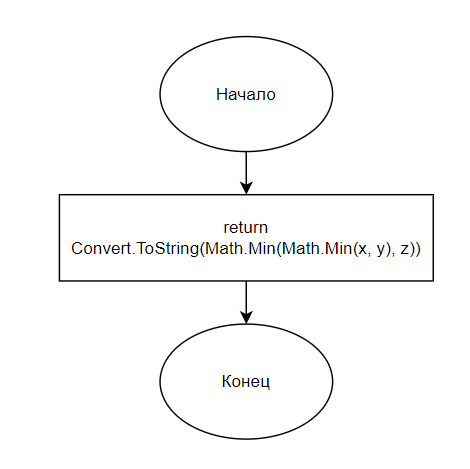 Начало
return
Convert.ToString(Math.Min(Math.Min(x, y), z))
Конец